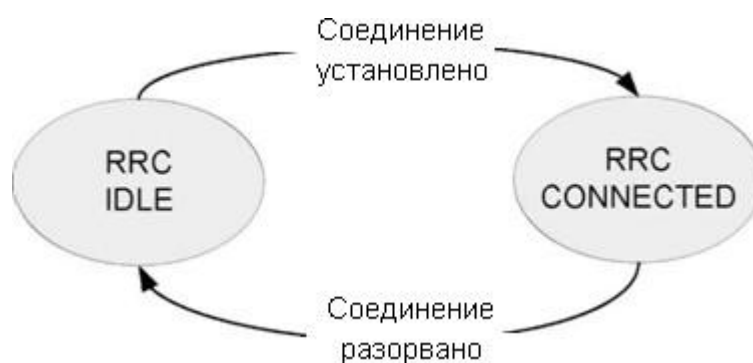 Соединение
установлено
RRC
IDLE
RRC
CONNECTED
Соединение
разорвано